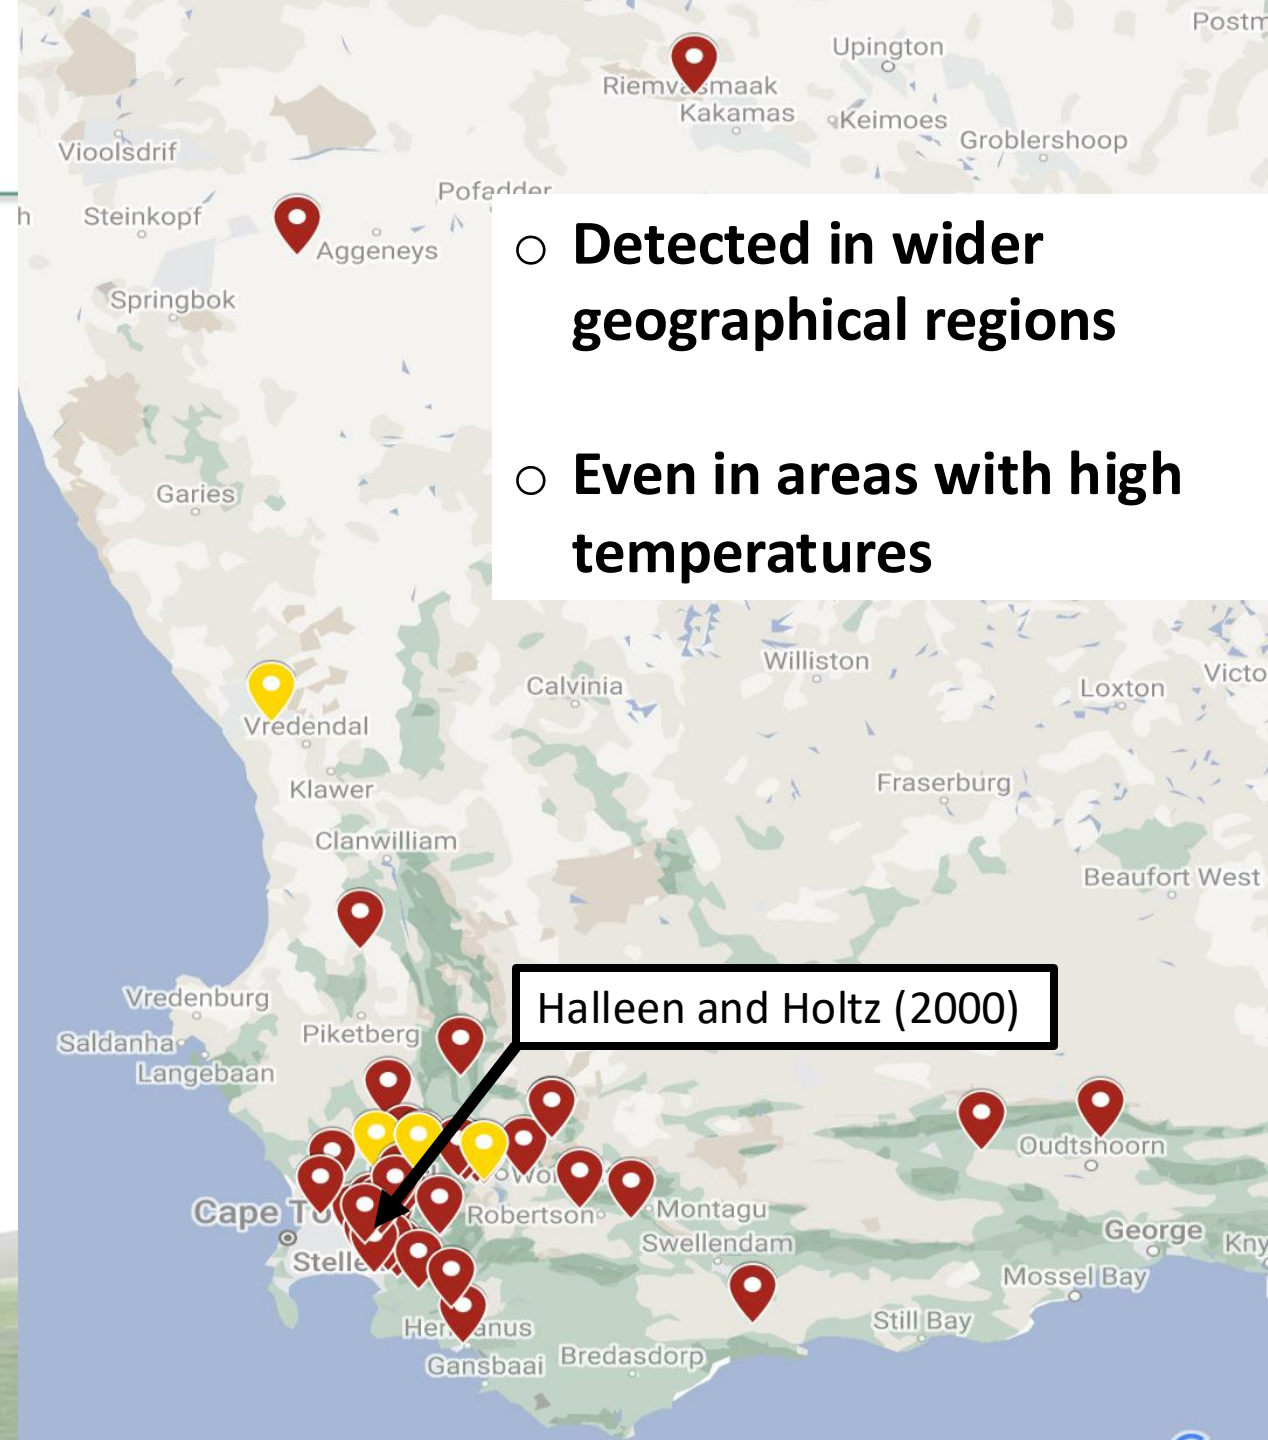 Postm
Upington
Riemvasmaak
Kakamas
Keimoes
Groblershoop
Vioolsdrif
Pofadder
h
Steinkopf
Aggeneys
Springbok
○ Detected in wider
geographical regions
○ Even in areas with high
temperatures
Garies
Williston
Calvinia
Loxton
Victo
Vredendal
Klawer
Fraserburg
Clanwilliam
Beaufort West
Vredenburg
Halleen and Holtz (2000)
Piketberg
Saldanha
Langebaan
Oudtshoorn
Wor
Cape To
Robertson
Montagu
George
Kny
Swellendam
Stelle
Mossel Bay
Still Bay
Hermanus
Gansbaai
Bredasdorp